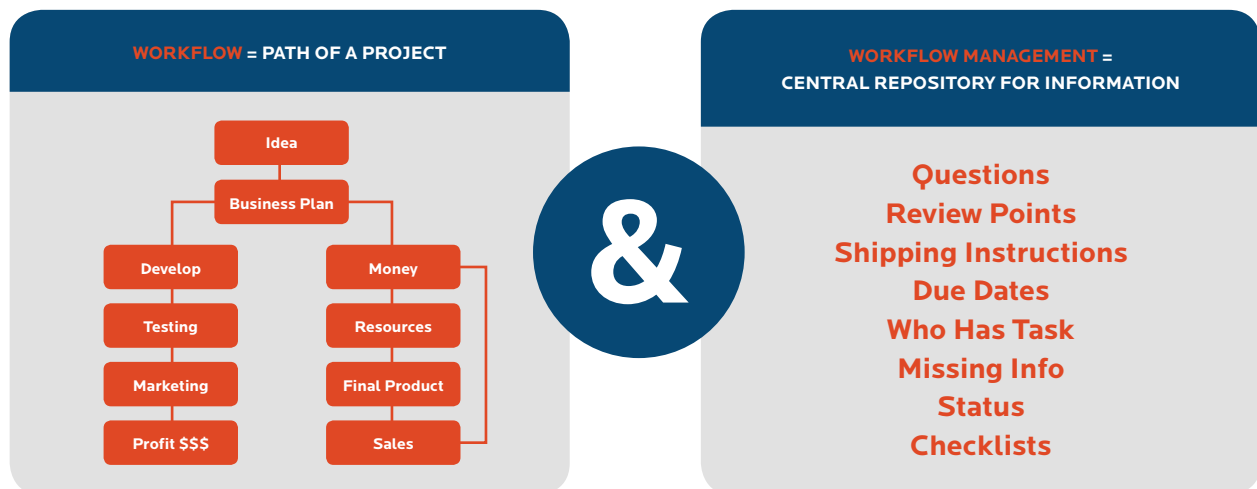 WORKFLOW = PATH OF A PROJECT
Idea
Business Plan
Develop
Testing
Marketing
Profit $$$
Money
Resources
Final Product
Sales
&
WORKFLOW MANAGEMENT =
CENTRAL REPOSITORY FOR INFORMATION
Questions
Review Points
Shipping Instructions
Due Dates
Who Has Task
Missing Info
Status
Checklists